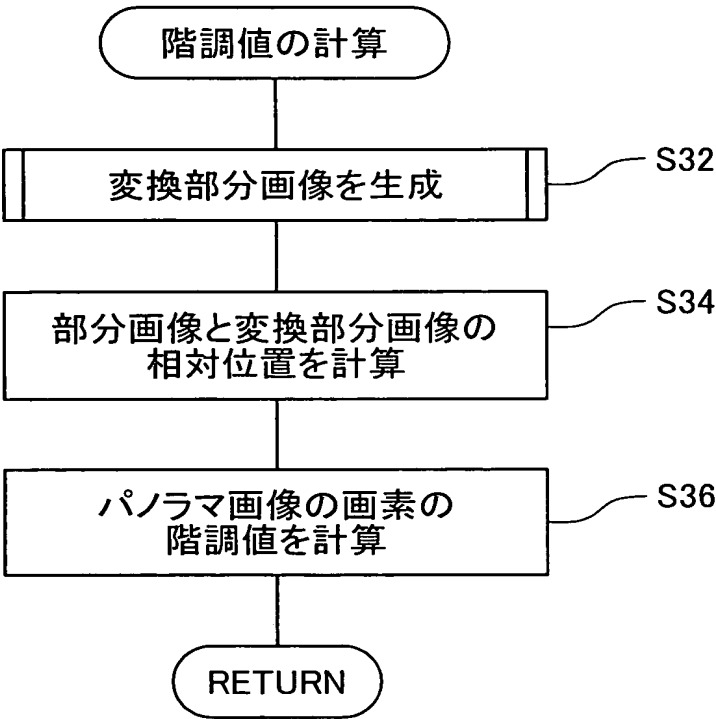 階調値の計算
変換部分画像を生成
S32
部分画像と変換部分画像の
相対位置を計算
S34
パノラマ画像の画素の
階調値を計算
S36
RETURN